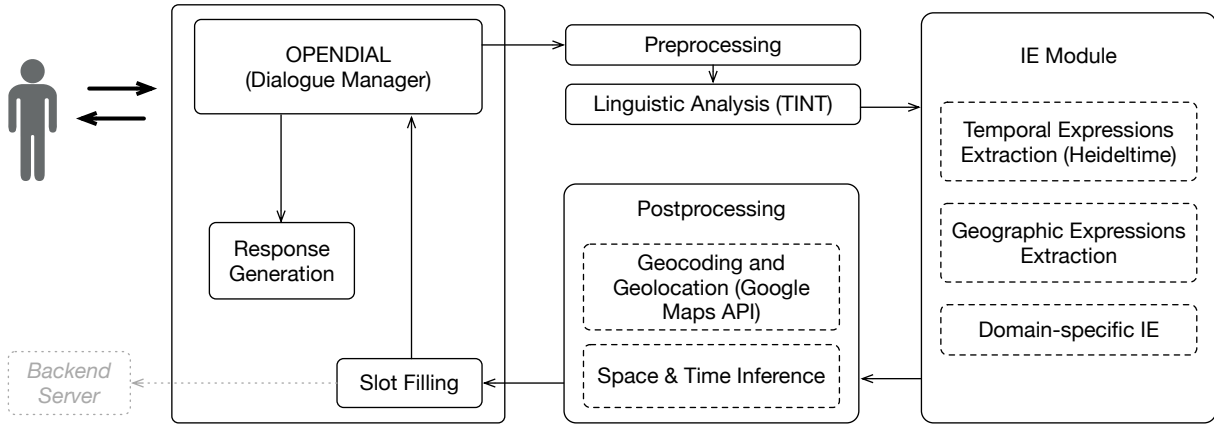 OPENDIAL
(Dialogue Manager)
Response
Generation
Slot Filling
Backend
Server
Preprocessing
Linguistic Analysis (TINT)
IE Module
Temporal Expressions
Extraction (Heideltime)
Geographic Expressions
Extraction
Domain-specific IE
Postprocessing
Geocoding and
Geolocation (Google
Maps API)
Space & Time Inference